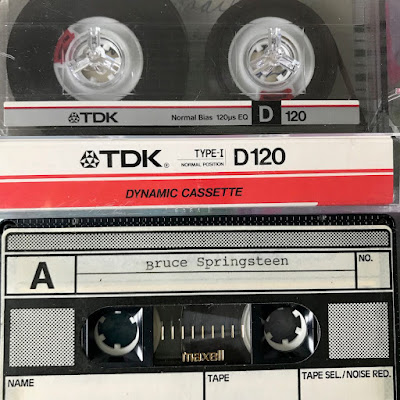 TDK Normal Bias 120µs EQ D 120
TDK TYPE-I NORMAL POSITION D120
DYNAMIC CASSETTE
A Bruce Springsteen NO.
maxell
NAME TAPE TAPE SEL./NOISE RED.